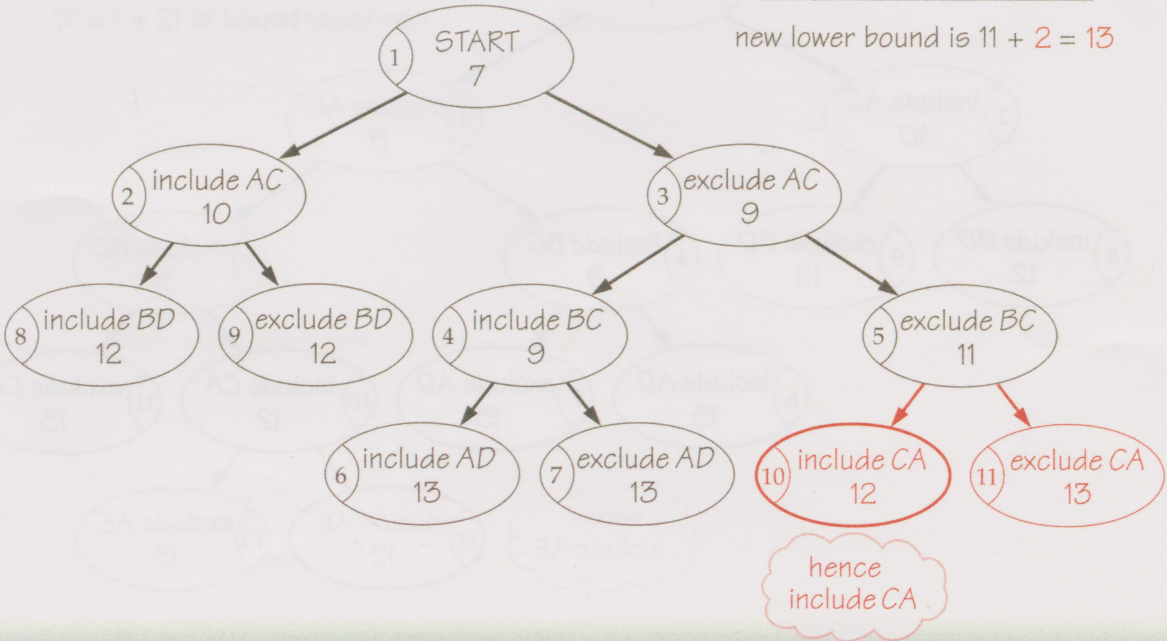 new lower bound is 11 + 2 = 13
1 START
7
2 include AC
10
3 exclude AC
9
8 include BD
12
9 exclude BD
12
4 include BC
9
5 exclude BC
11
6 include AD
13
7 exclude AD
13
10 include CA
12
11 exclude CA
13
hence
include CA